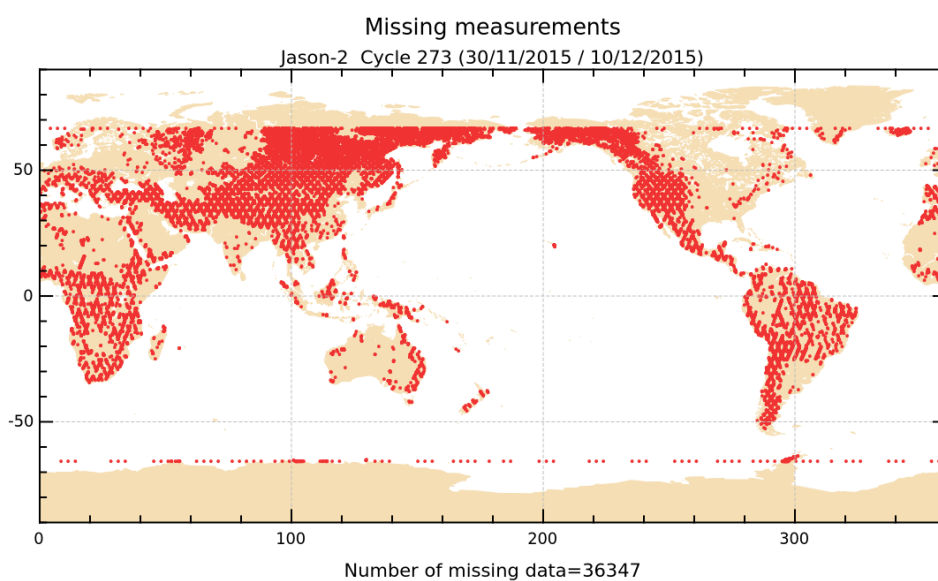 Missing measurements
Jason-2  Cycle 273 (30/11/2015 / 10/12/2015)
50
0
-50
0 100 200 300
Number of missing data=36347